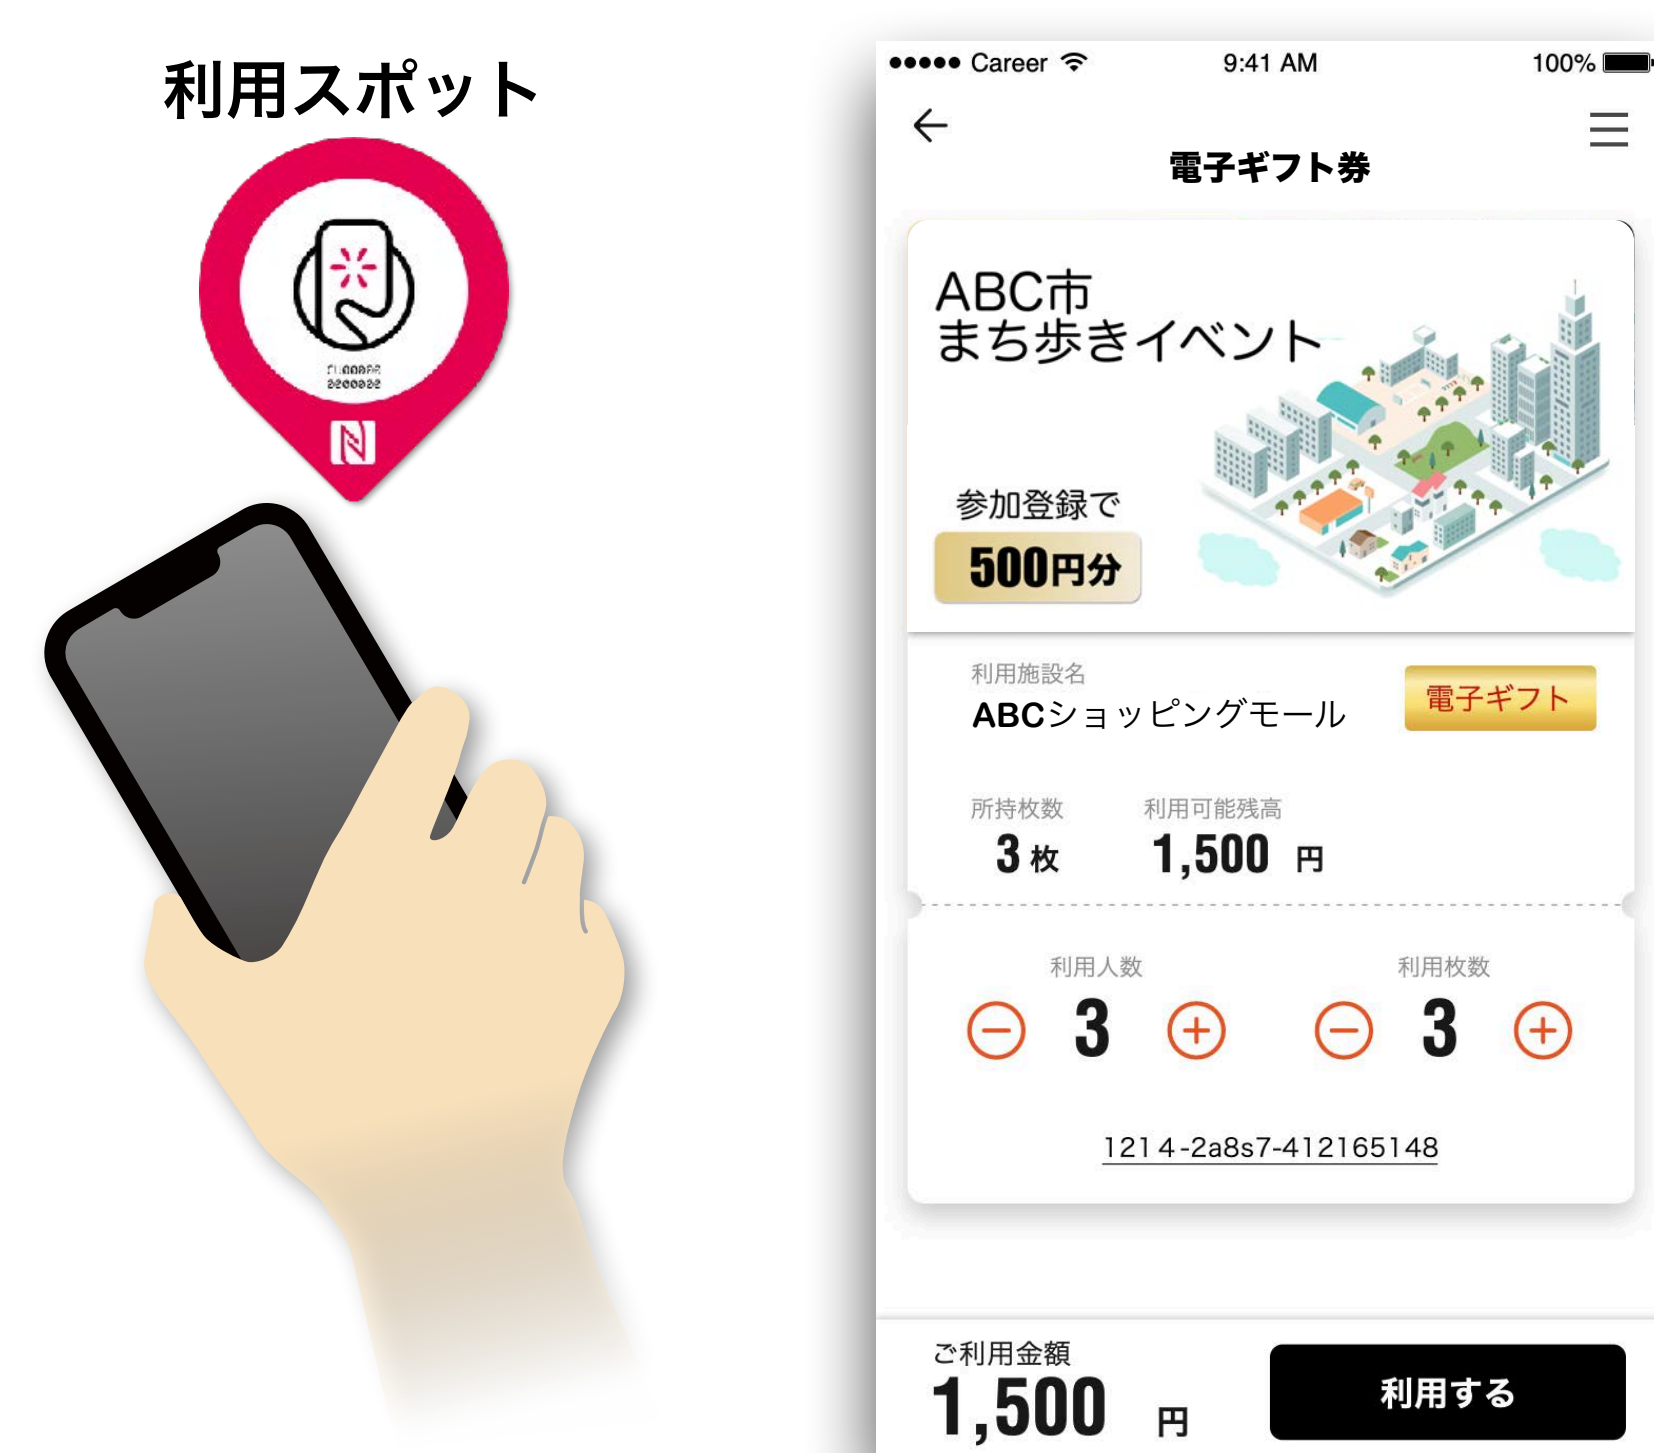 利用スポット
●●●●● Career 9:41 AM 100%
電子ギフト券
ABC市
まち歩きイベント
参加登録で
500円分
利用施設名
ABCショッピングモール
電子ギフト
所持枚数 利用可能残高
3 枚 1,500 円
利用人数 利用枚数
3 3
1214-2a8s7-412165148
ご利用金額
1,500 円
利用する